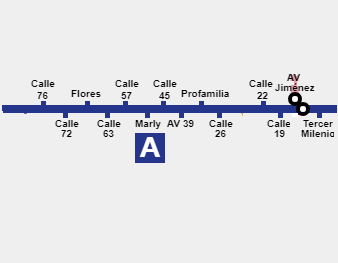 Calle
76
Flores
Calle
57
Calle
45
Profamilia
Calle
22
AV
Jiménez
Calle
72
Calle
63
Marly
AV 39
Calle
26
Calle
19
Tercer
Milenio
A